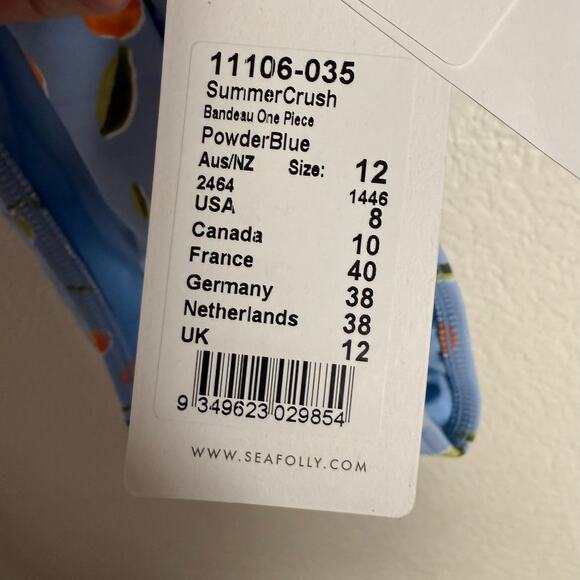 11106-035
SummerCrush
Bandeau One Piece
PowderBlue
Aus/NZ Size: 12
2464 1446
USA 8
Canada 10
France 40
Germany 38
Netherlands 38
UK 12
9 349623 029854
WWW.SEAFOLLY.COM